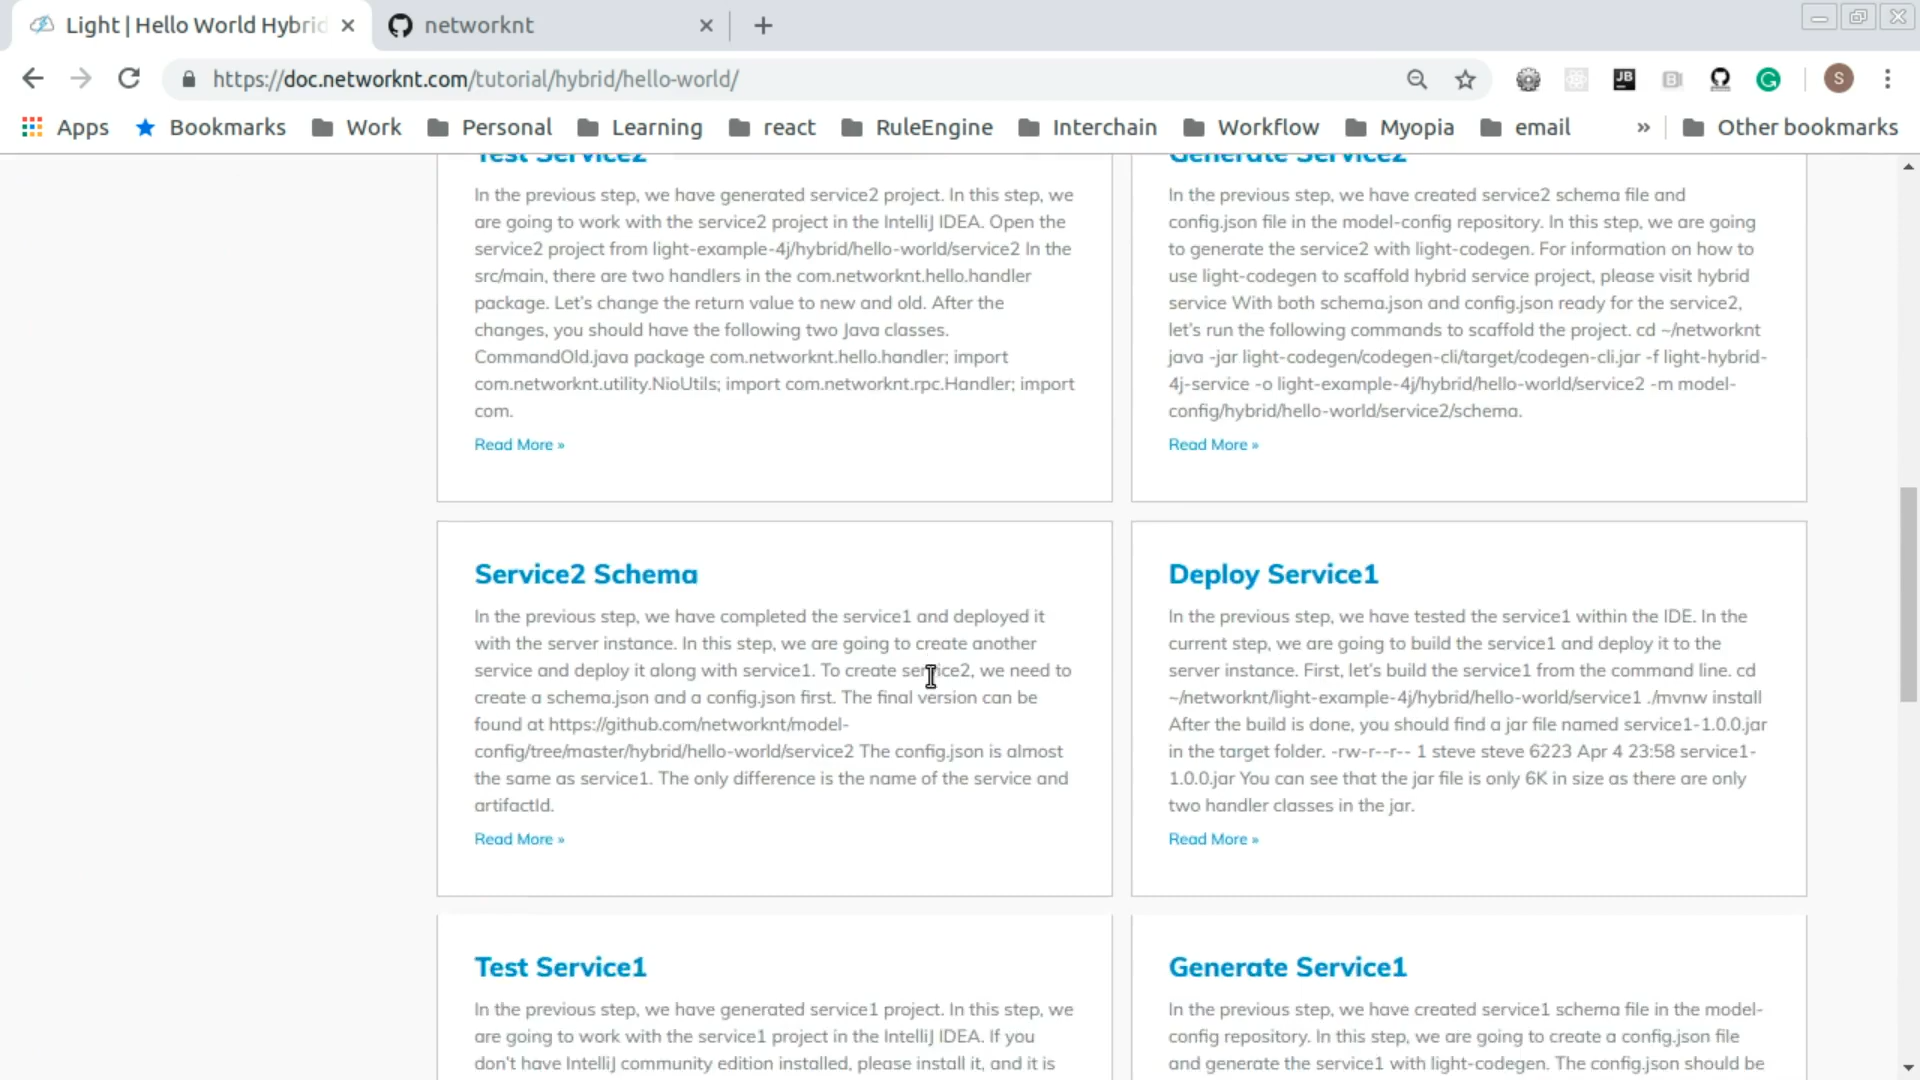 Light | Hello World Hybrid
networknt
https://doc.networknt.com/tutorial/hybrid/hello-world/
JB
S
Apps
Bookmarks
Work
Personal
Learning
react
RuleEngine
Interchain
Workflow
Myopia
email
»
Other bookmarks
Test Service2
In the previous step, we have generated service2 project. In this step, we
are going to work with the service2 project in the IntelliJ IDEA. Open the
service2 project from light-example-4j/hybrid/hello-world/service2 In the
src/main, there are two handlers in the com.networknt.hello.handler
package. Let's change the return value to new and old. After the
changes, you should have the following two Java classes.
CommandOld.java package com.networknt.hello.handler; import
com.networknt.utility.NioUtils; import com.networknt.rpc.Handler; import
com.
Read More »
Generate Service2
In the previous step, we have created service2 schema file and
config.json file in the model-config repository. In this step, we are going
to generate the service2 with light-codegen. For information on how to
use light-codegen to scaffold hybrid service project, please visit hybrid
service With both schema.json and config.json ready for the service2,
let's run the following commands to scaffold the project. cd ~/networknt
java -jar light-codegen/codegen-cli/target/codegen-cli.jar -f light-hybrid-
4j-service -o light-example-4j/hybrid/hello-world/service2 -m model-
config/hybrid/hello-world/service2/schema.
Read More »
Service2 Schema
In the previous step, we have completed the service1 and deployed it
with the server instance. In this step, we are going to create another
service and deploy it along with service1. To create service2, we need to
create a schema.json and a config.json first. The final version can be
found at https://github.com/networknt/model-
config/tree/master/hybrid/hello-world/service2 The config.json is almost
the same as service1. The only difference is the name of the service and
artifactId.
Read More »
Deploy Service1
In the previous step, we have tested the service1 within the IDE. In the
current step, we are going to build the service1 and deploy it to the
server instance. First, let's build the service1 from the command line. cd
~/networknt/light-example-4j/hybrid/hello-world/service1 ./mvnw install
After the build is done, you should find a jar file named service1-1.0.0.jar
in the target folder. -rw-r--r-- 1 steve steve 6223 Apr 4 23:58 service1-
1.0.0.jar You can see that the jar file is only 6K in size as there are only
two handler classes in the jar.
Read More »
Test Service1
In the previous step, we have generated service1 project. In this step, we
are going to work with the service1 project in the IntelliJ IDEA. If you
don't have IntelliJ community edition installed, please install it, and it is
Generate Service1
In the previous step, we have created service1 schema file in the model-
config repository. In this step, we are going to create a config.json file
and generate the service1 with light-codegen. The config.json should be